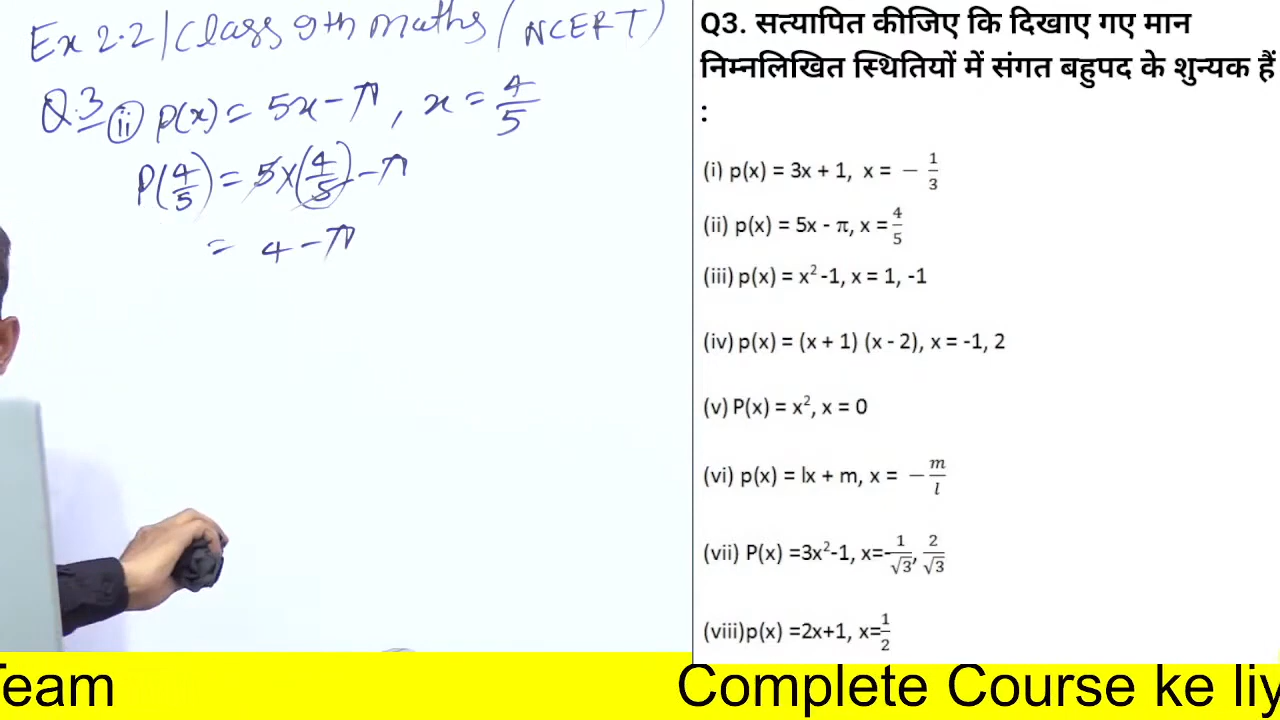 Ex 2.2 / Class 9th Maths / (NCERT)
Q.3 (ii) P(x) = 5x - π, x = 4/5
P(4/5) = 5×(4/5) - π
= 4 - π
Q3. सत्यापित कीजिए कि दिखाए गए मान
निम्नलिखित स्थितियों में संगत बहुपद के शुन्यक हैं
:
(i) p(x) = 3x + 1, x = - 1/3
(ii) p(x) = 5x - π, x = 4/5
(iii) p(x) = x² -1, x = 1, -1
(iv) p(x) = (x + 1) (x - 2), x = -1, 2
(v) P(x) = x², x = 0
(vi) p(x) = lx + m, x = - m/l
(vii) P(x) =3x²-1, x=-1/√3, 2/√3
(viii)p(x) =2x+1, x=1/2
Team
Complete Course ke liy